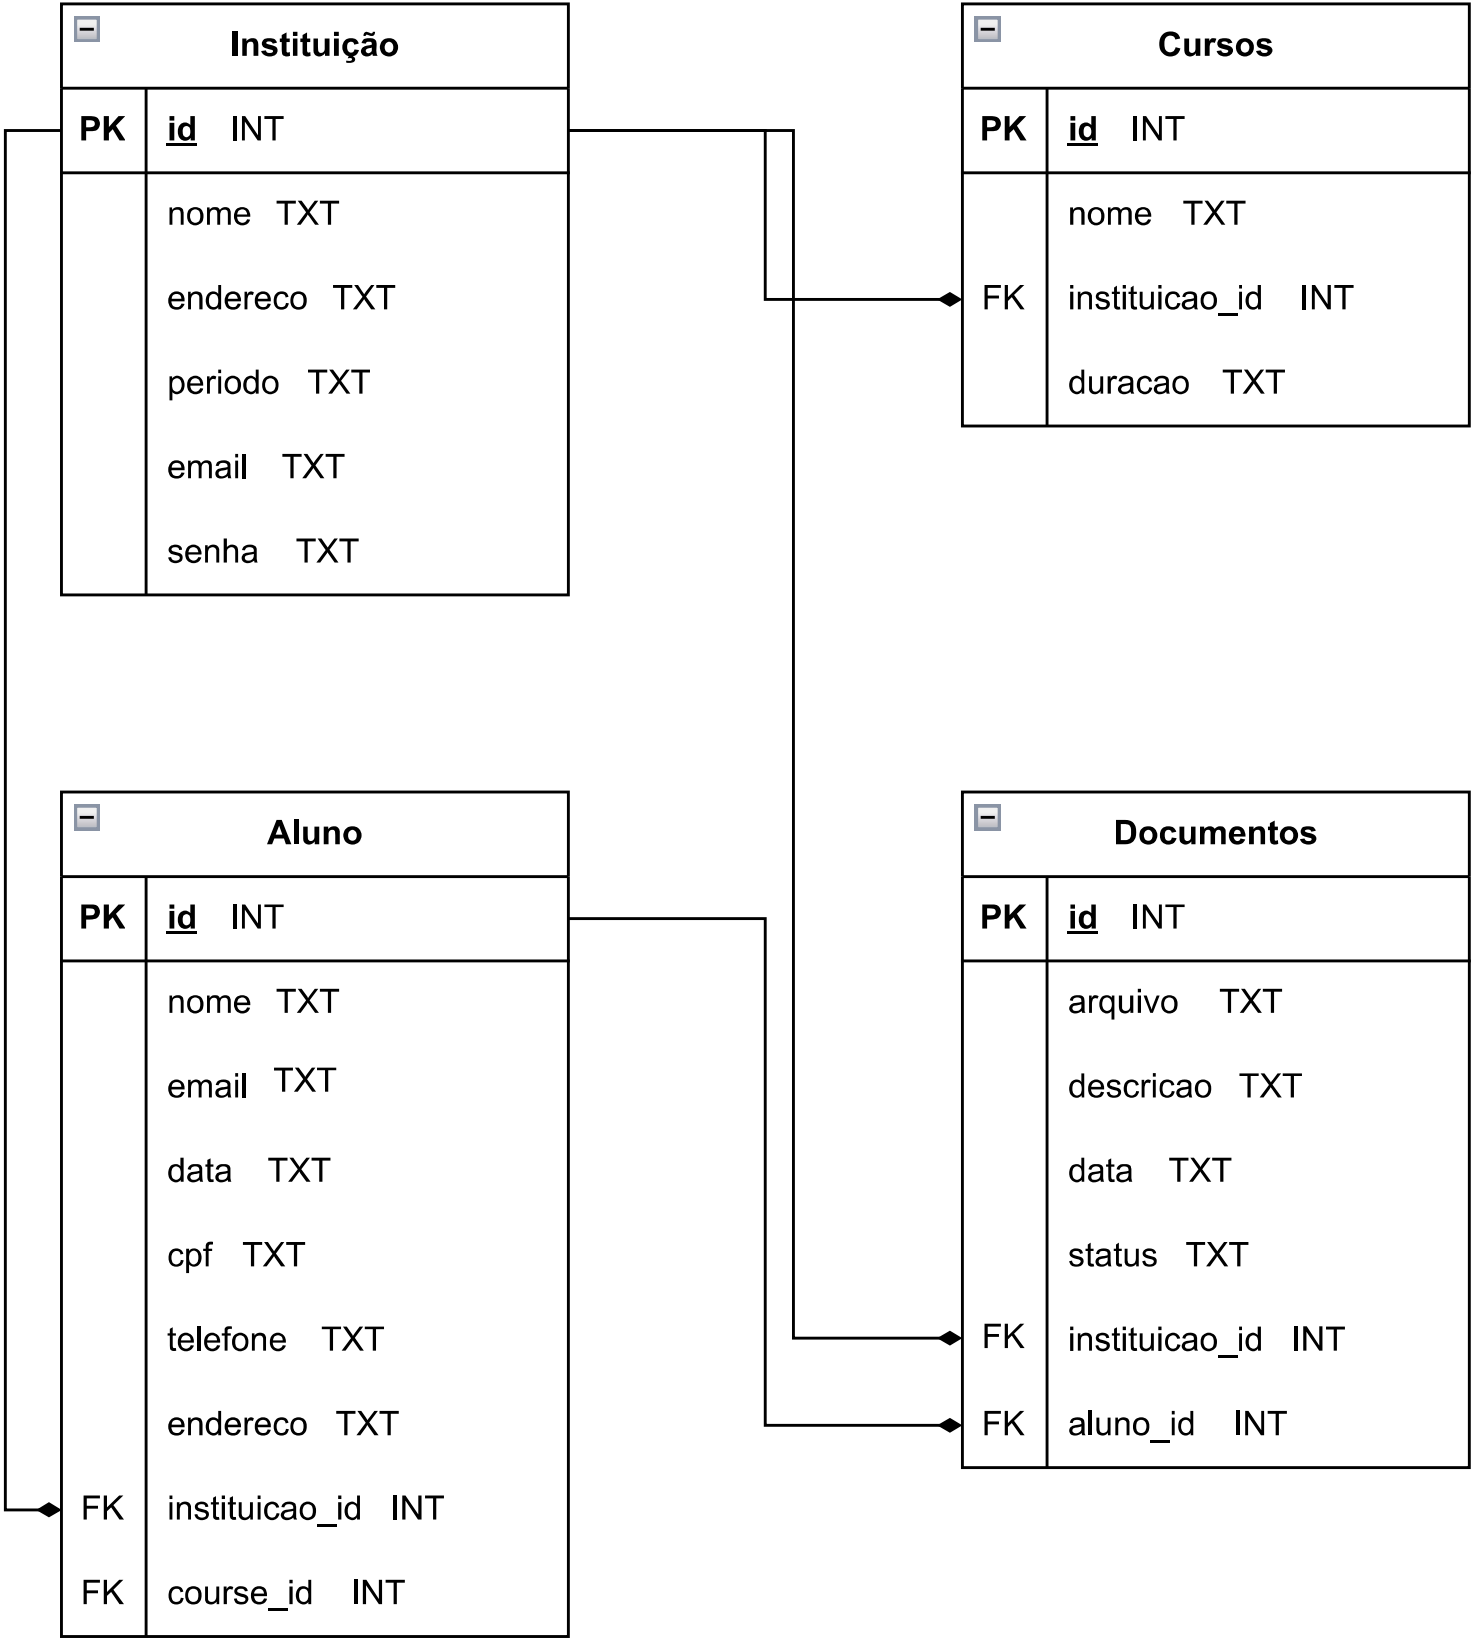 Instituição
PK id INT
nome TXT
endereco TXT
periodo TXT
email TXT
senha TXT
Cursos
PK id INT
nome TXT
FK instituicao_id INT
duracao TXT
Aluno
PK id INT
nome TXT
email TXT
data TXT
cpf TXT
telefone TXT
endereco TXT
FK instituicao_id INT
FK course_id INT
Documentos
PK id INT
arquivo TXT
descricao TXT
data TXT
status TXT
FK instituicao_id INT
FK aluno_id INT